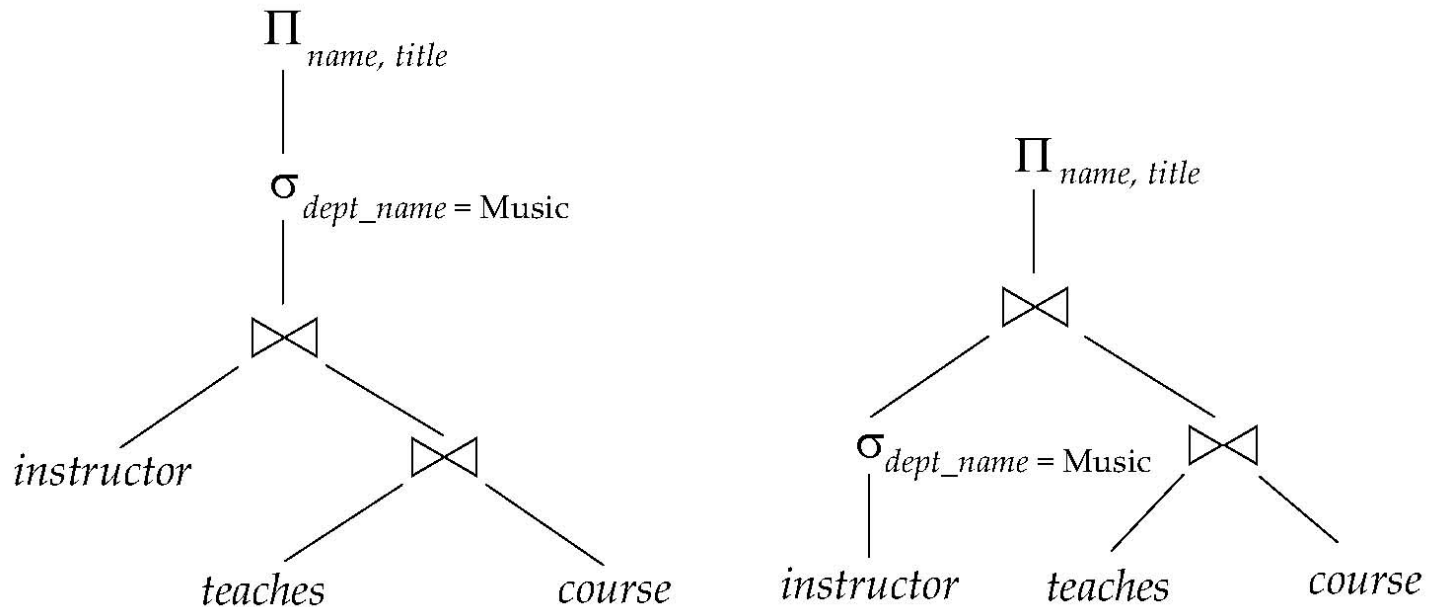 Π name, title
σ dept_name = Music
⋈
instructor
⋈
teaches
course
Π name, title
⋈
σ dept_name = Music
⋈
instructor
teaches
course